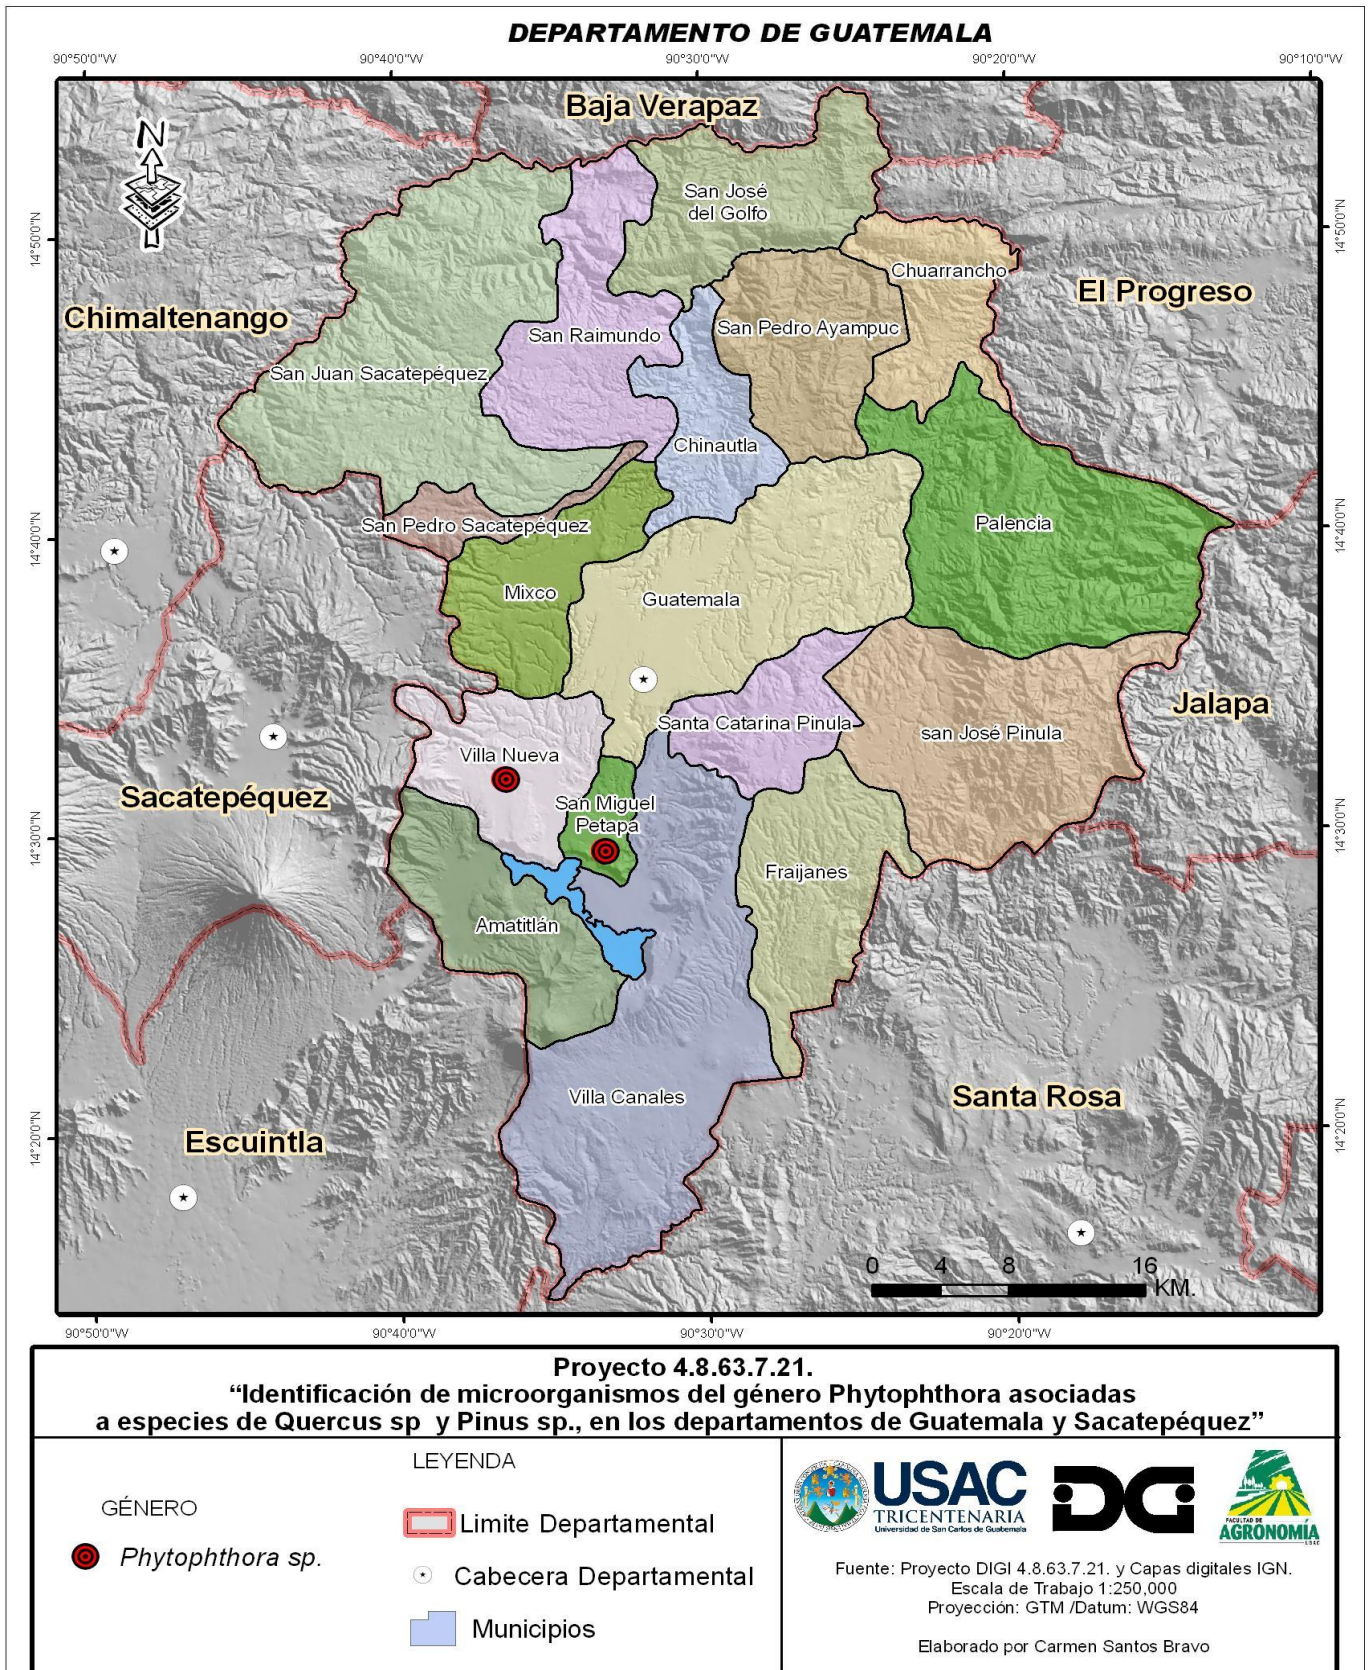 DEPARTAMENTO DE GUATEMALA
90°50'0"W
90°40'0"W
90°30'0"W
90°20'0"W
90°10'0"W
Baja Verapaz
N
San José
del Golfo
14°50'0"N
14°50'0"N
Chuarrancho
El Progreso
Chimaltenango
San Raimundo
San Pedro Ayampuc
San Juan Sacatepéquez
Chinautla
San Pedro Sacatepéquez
Palencia
14°40'0"N
14°40'0"N
Mixco
Guatemala
Jalapa
Santa Catarina Pinula
san José Pinula
Villa Nueva
Sacatepéquez
San Miguel
Petapa
14°30'0"N
14°30'0"N
Fraijanes
Amatitlán
Villa Canales
Santa Rosa
Escuintla
14°20'0"N
14°20'0"N
0 4 8 16
KM.
90°50'0"W
90°40'0"W
90°30'0"W
90°20'0"W
Proyecto 4.8.63.7.21.
“Identificación de microorganismos del género Phytophthora asociadas
a especies de Quercus sp y Pinus sp., en los departamentos de Guatemala y Sacatepéquez”
LEYENDA
GÉNERO
Phytophthora sp.
Limite Departamental
Cabecera Departamental
Municipios
USAC
TRICENTENARIA
Universidad de San Carlos de Guatemala
FACULTAD DE
AGRONOMÍA
USAC
Fuente: Proyecto DIGI 4.8.63.7.21. y Capas digitales IGN.
Escala de Trabajo 1:250,000
Proyección: GTM /Datum: WGS84
Elaborado por Carmen Santos Bravo